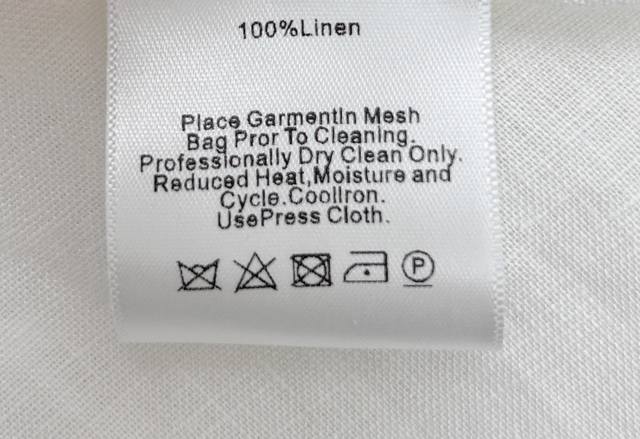 100%Linen
Place GarmentIn Mesh
Bag Pror To Cleaning.
Professionally Dry Clean Only.
Reduced Heat,Moisture and
Cycle.CoolIron.
UsePress Cloth.
P